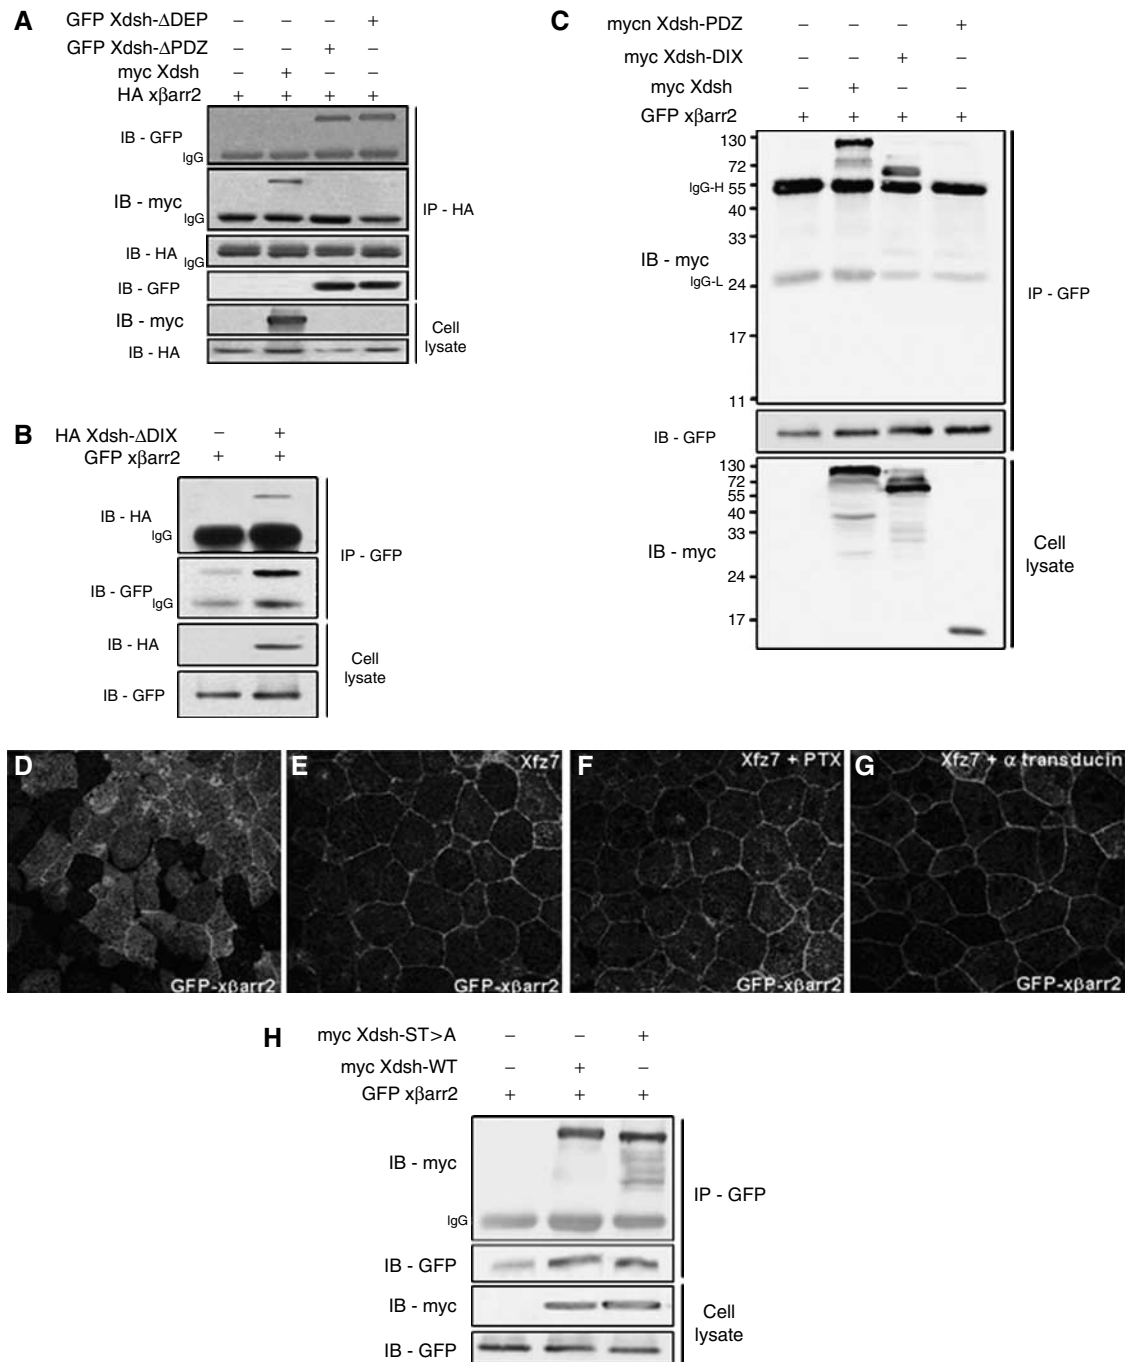 A
GFP Xdsh-ΔDEP – – – +
GFP Xdsh-ΔPDZ – – + –
myc Xdsh – + – –
HA xβarr2 + + + +
IB - GFP
IgG
IB - myc
IgG
IP - HA
IB - HA
IgG
IB - GFP
IB - myc
Cell
lysate
IB - HA
B
HA Xdsh-ΔDIX – +
GFP xβarr2 + +
IB - HA
IgG
IP - GFP
IB - GFP
IgG
IB - HA
Cell
lysate
IB - GFP
C
mycn Xdsh-PDZ – – – +
myc Xdsh-DIX – – + –
myc Xdsh – + – –
GFP xβarr2 + + + +
130
72
IgG-H 55
40
33
IB - myc
IgG-L 24
IP - GFP
17
11
IB - GFP
130
72
55
40
33
IB - myc
Cell
lysate
24
17
D
GFP-xβarr2
E
Xfz7
GFP-xβarr2
F
Xfz7 + PTX
GFP-xβarr2
G
Xfz7 + α transducin
GFP-xβarr2
H
myc Xdsh-ST>A – – +
myc Xdsh-WT – + –
GFP xβarr2 + + +
IB - myc
IgG
IP - GFP
IB - GFP
IB - myc
Cell
lysate
IB - GFP